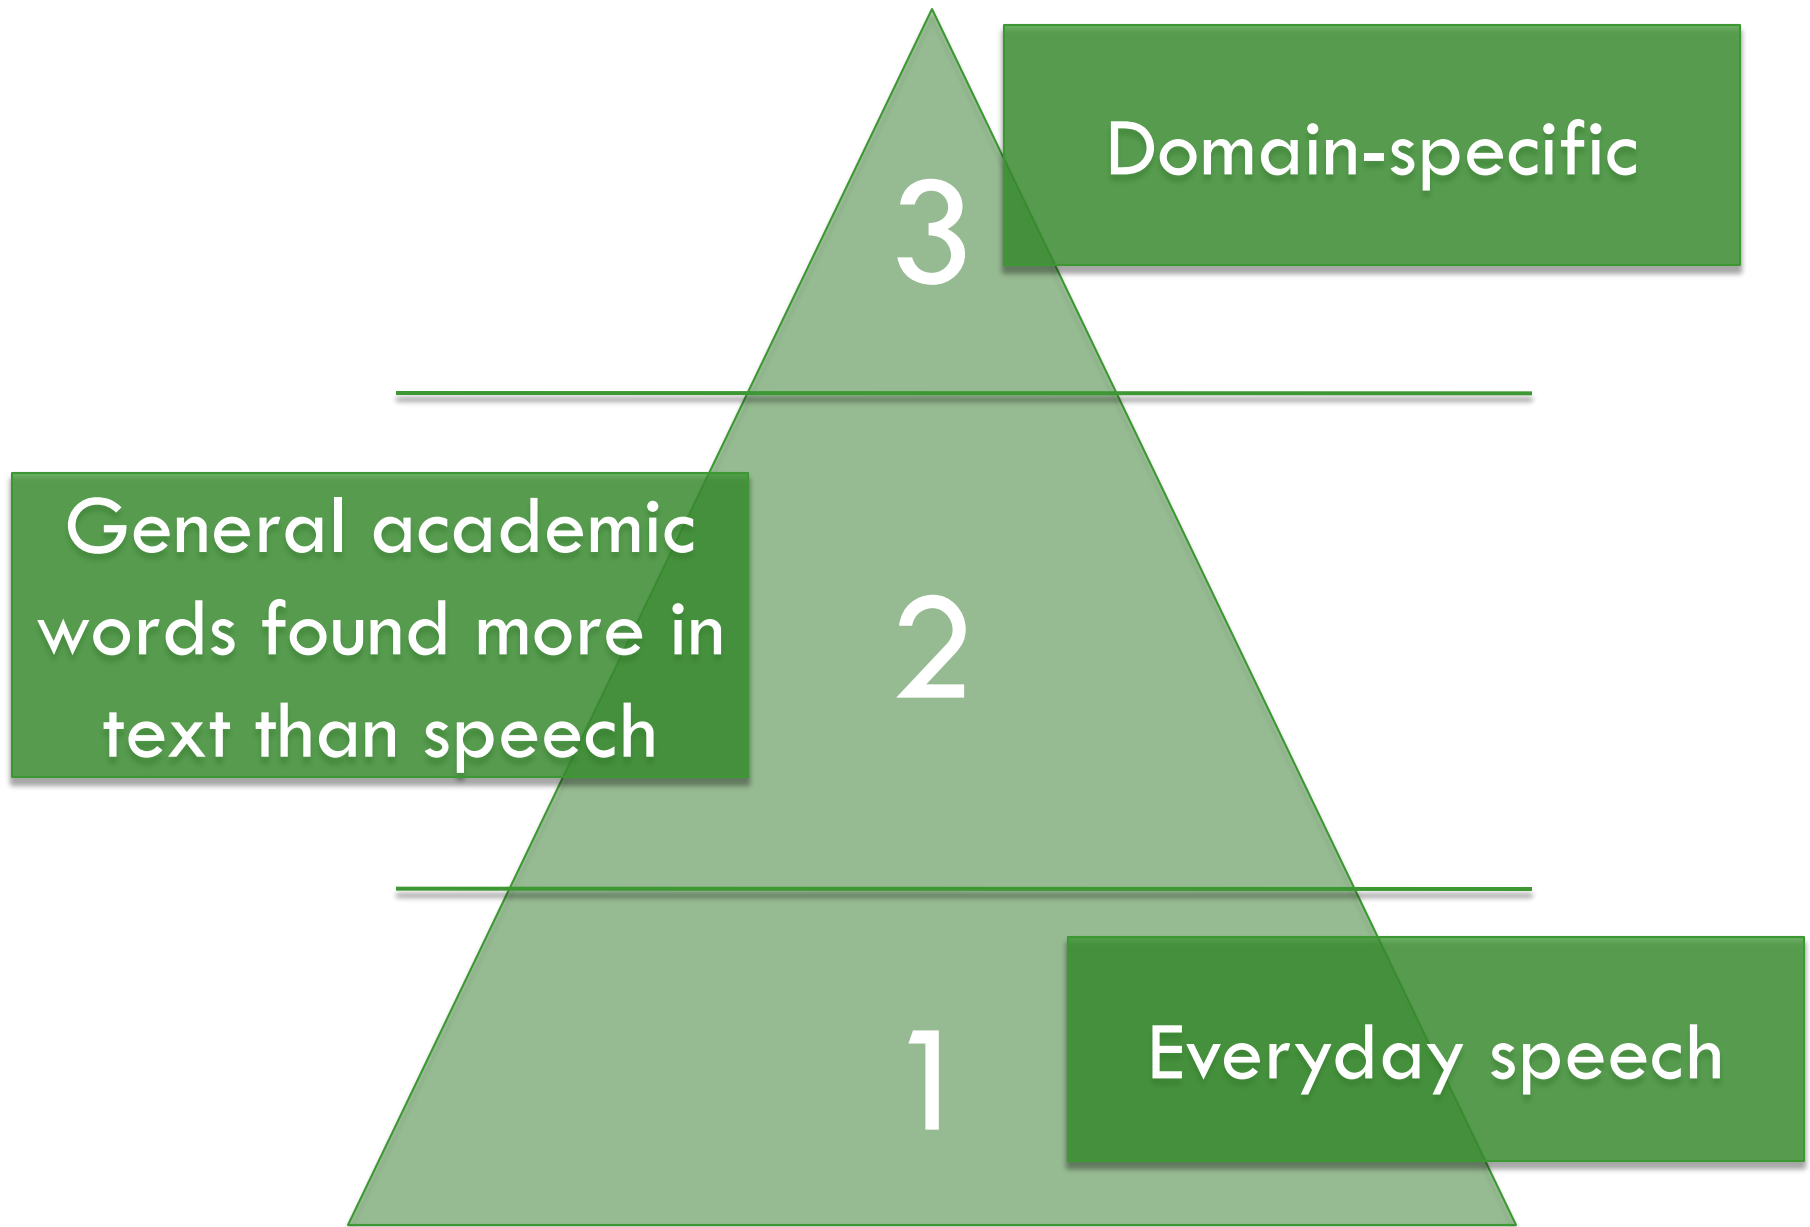 Domain-specific
3
General academic
words found more in
text than speech
2
1
Everyday speech